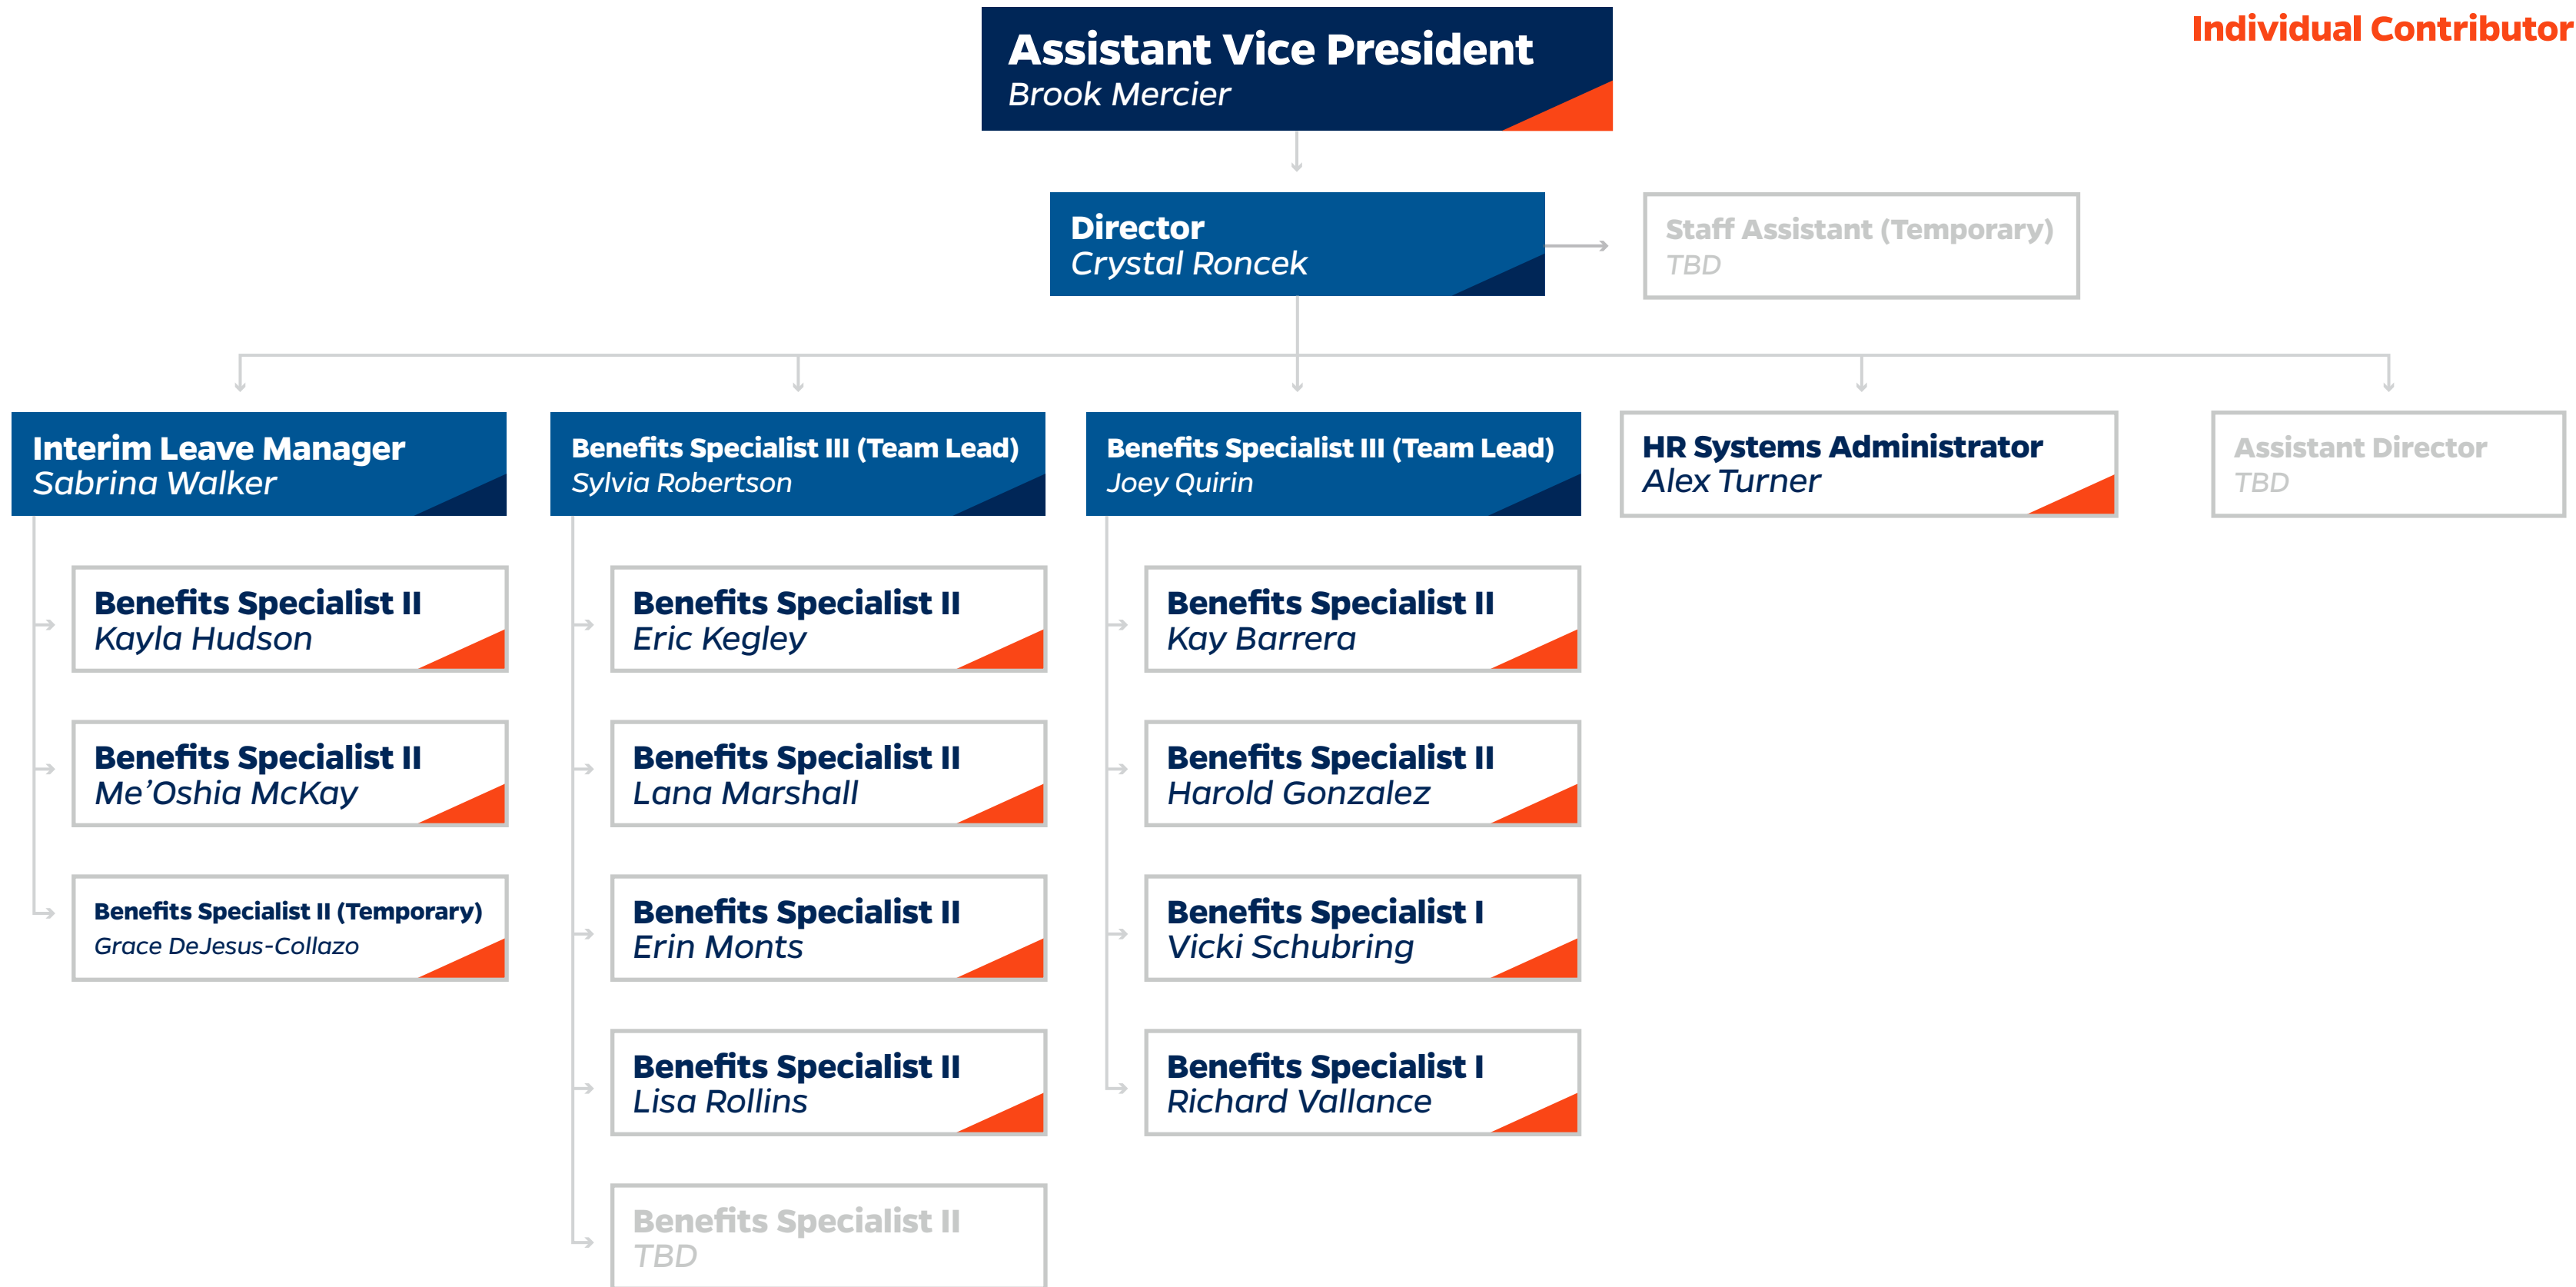 Individual Contributor
Assistant Vice President
Brook Mercier
Director
Crystal Roncek
Staff Assistant (Temporary)
TBD
Interim Leave Manager
Sabrina Walker
Benefits Specialist II
Kayla Hudson
Benefits Specialist II
Me’Oshia McKay
Benefits Specialist II (Temporary)
Grace DeJesus-Collazo
Benefits Specialist III (Team Lead)
Sylvia Robertson
Benefits Specialist II
Eric Kegley
Benefits Specialist II
Lana Marshall
Benefits Specialist II
Erin Monts
Benefits Specialist II
Lisa Rollins
Benefits Specialist II
TBD
Benefits Specialist III (Team Lead)
Joey Quirin
Benefits Specialist II
Kay Barrera
Benefits Specialist II
Harold Gonzalez
Benefits Specialist I
Vicki Schubring
Benefits Specialist I
Richard Vallance
HR Systems Administrator
Alex Turner
Assistant Director
TBD